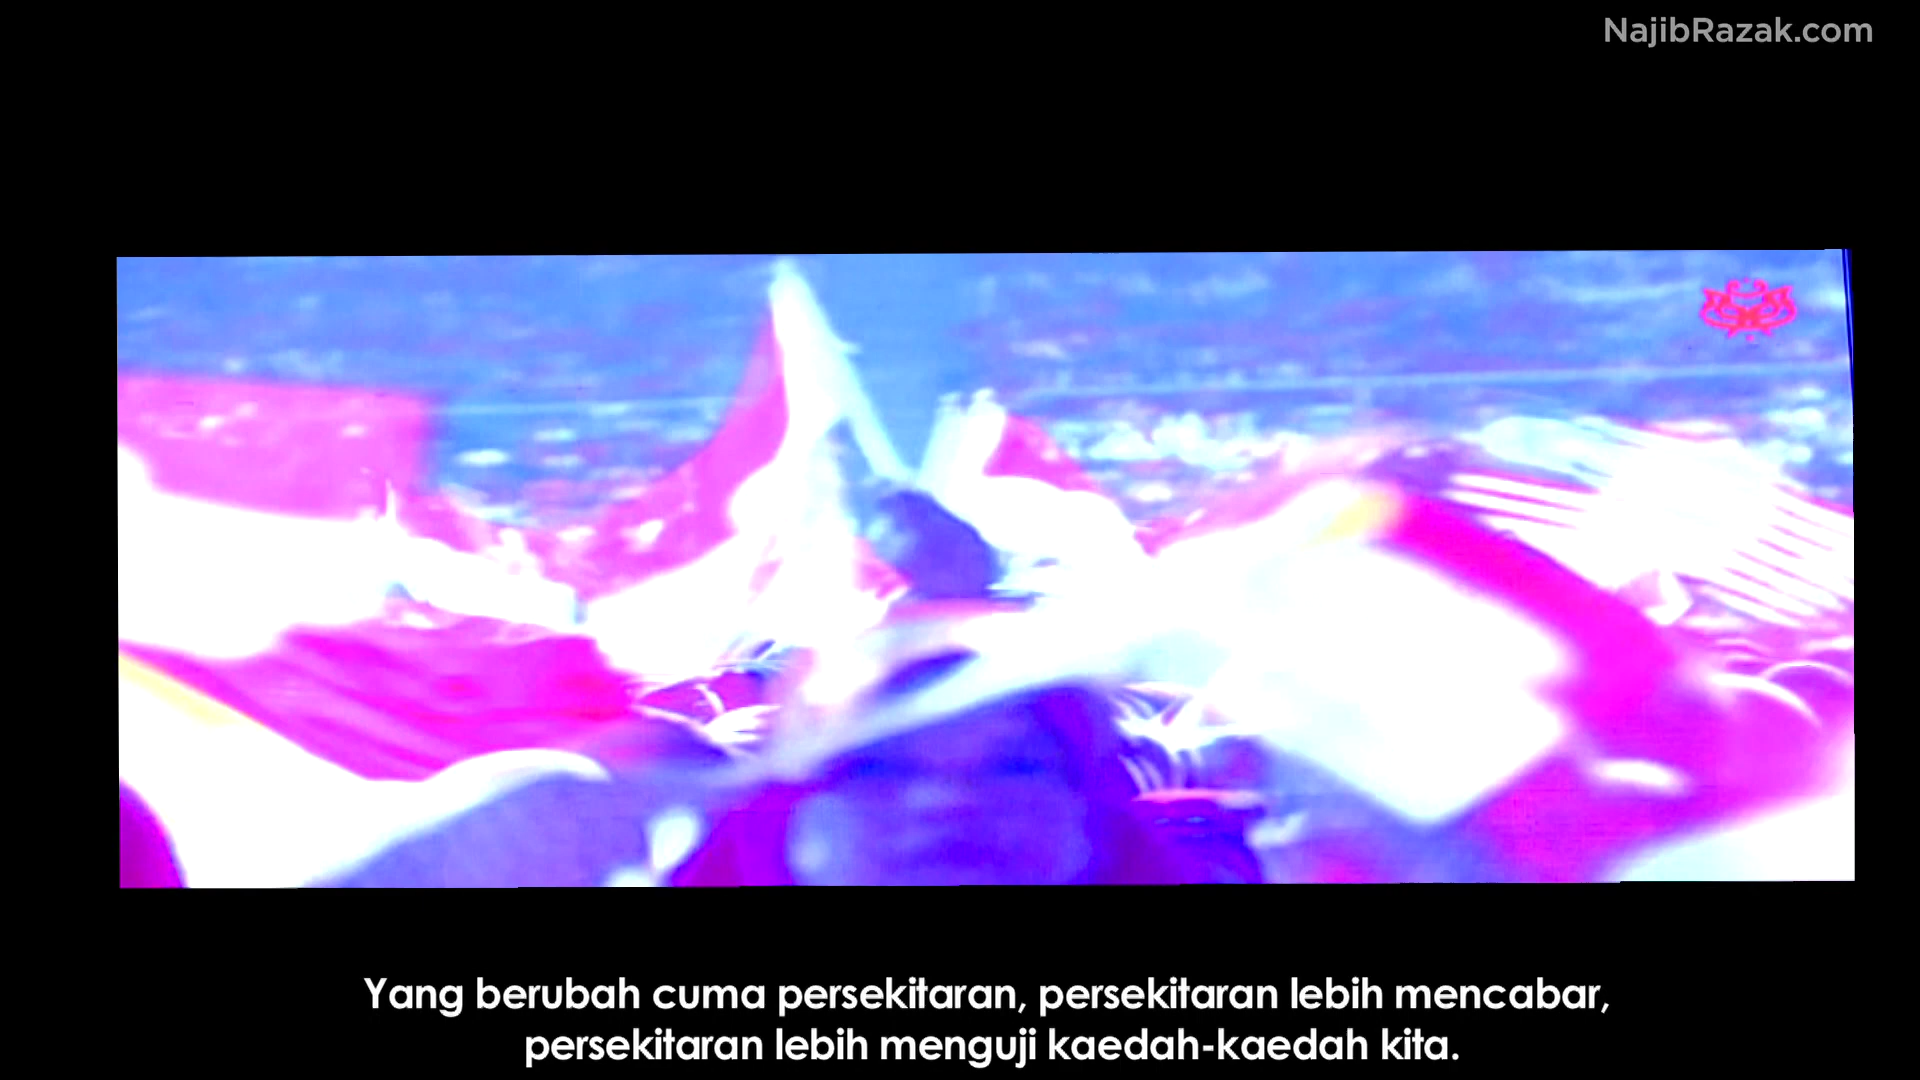 NajibRazak.com
Yang berubah cuma persekitaran, persekitaran lebih mencabar,
persekitaran lebih menguji kaedah-kaedah kita.